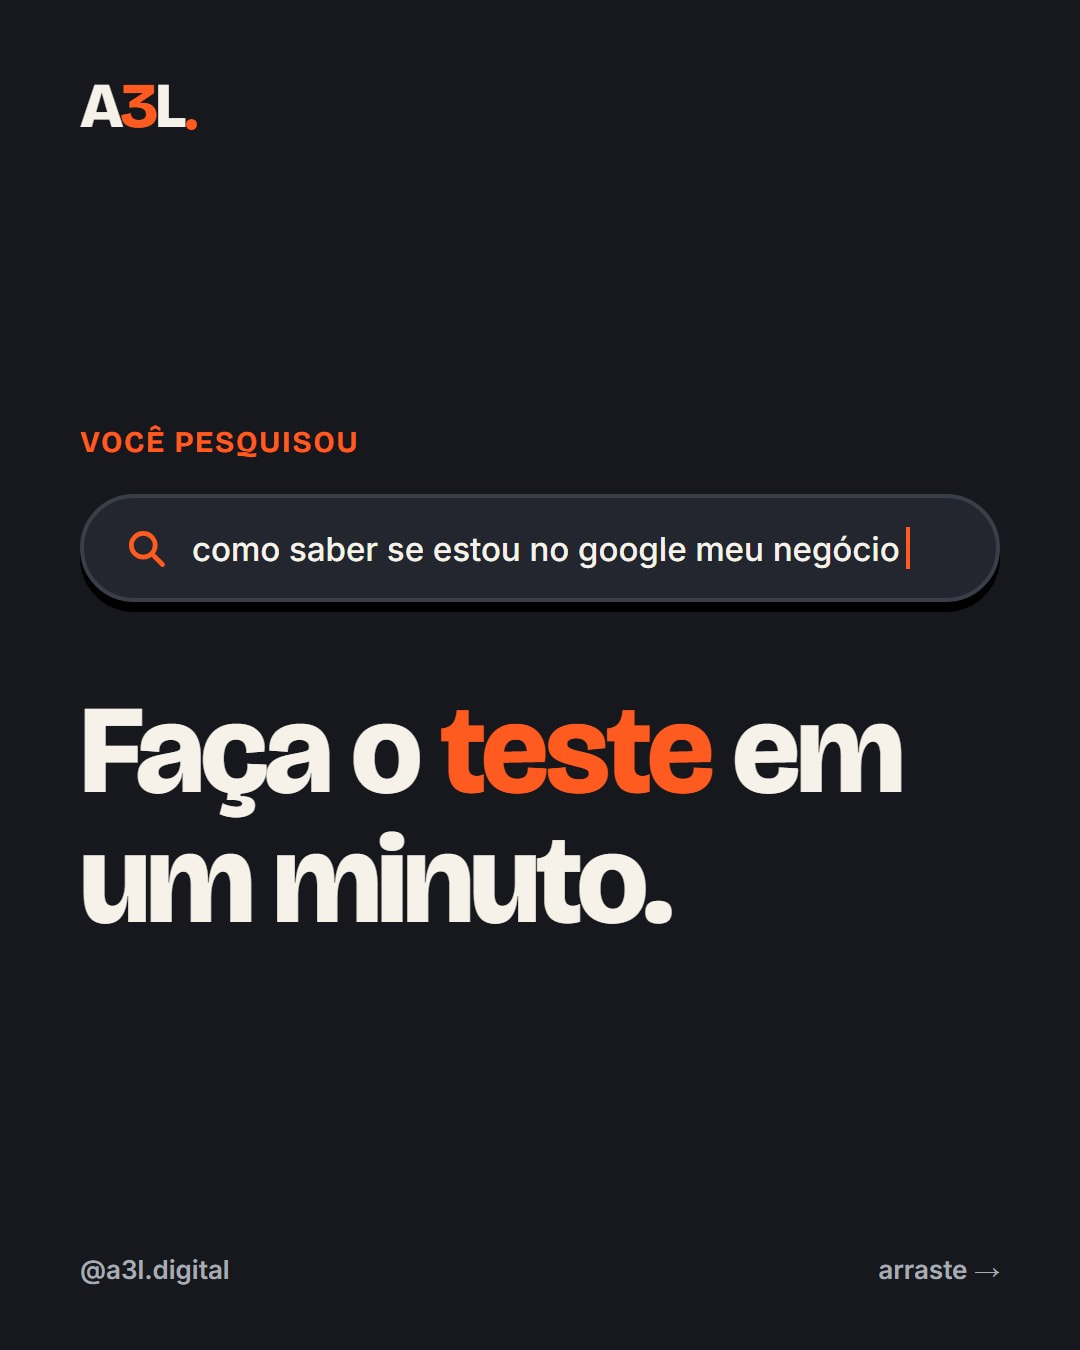 A3L.
VOCÊ PESQUISOU
como saber se estou no google meu negócio
Faça o teste em
um minuto.
@a3l.digital
arraste →